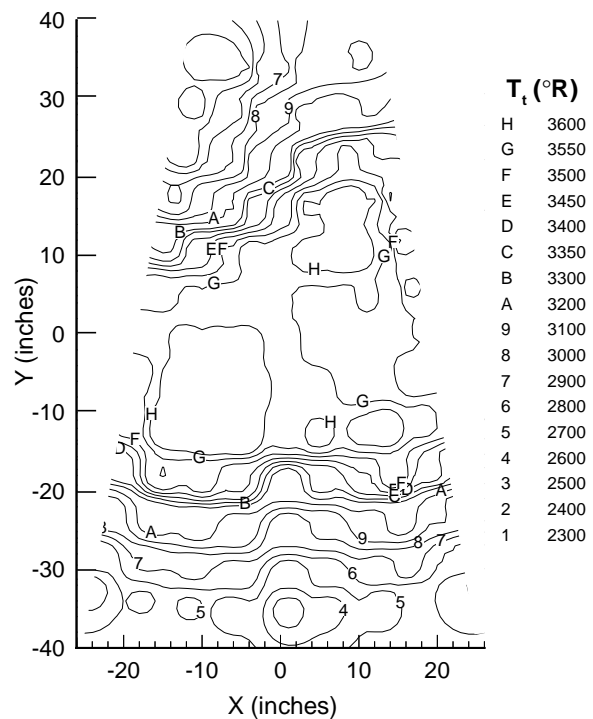 40
30
20
10
0
-10
-20
-30
-40
-20 -10 0 10 20
X (inches)
Y (inches)
7
9
8
C
A
B
EF
F
G
G
H
H
G
H
F
D
G
B
E
C
F
D
A
3
A
9
8
7
7
6
5
4
5
T t (°R)
H 3600
G 3550
F 3500
E 3450
D 3400
C 3350
B 3300
A 3200
9 3100
8 3000
7 2900
6 2800
5 2700
4 2600
3 2500
2 2400
1 2300